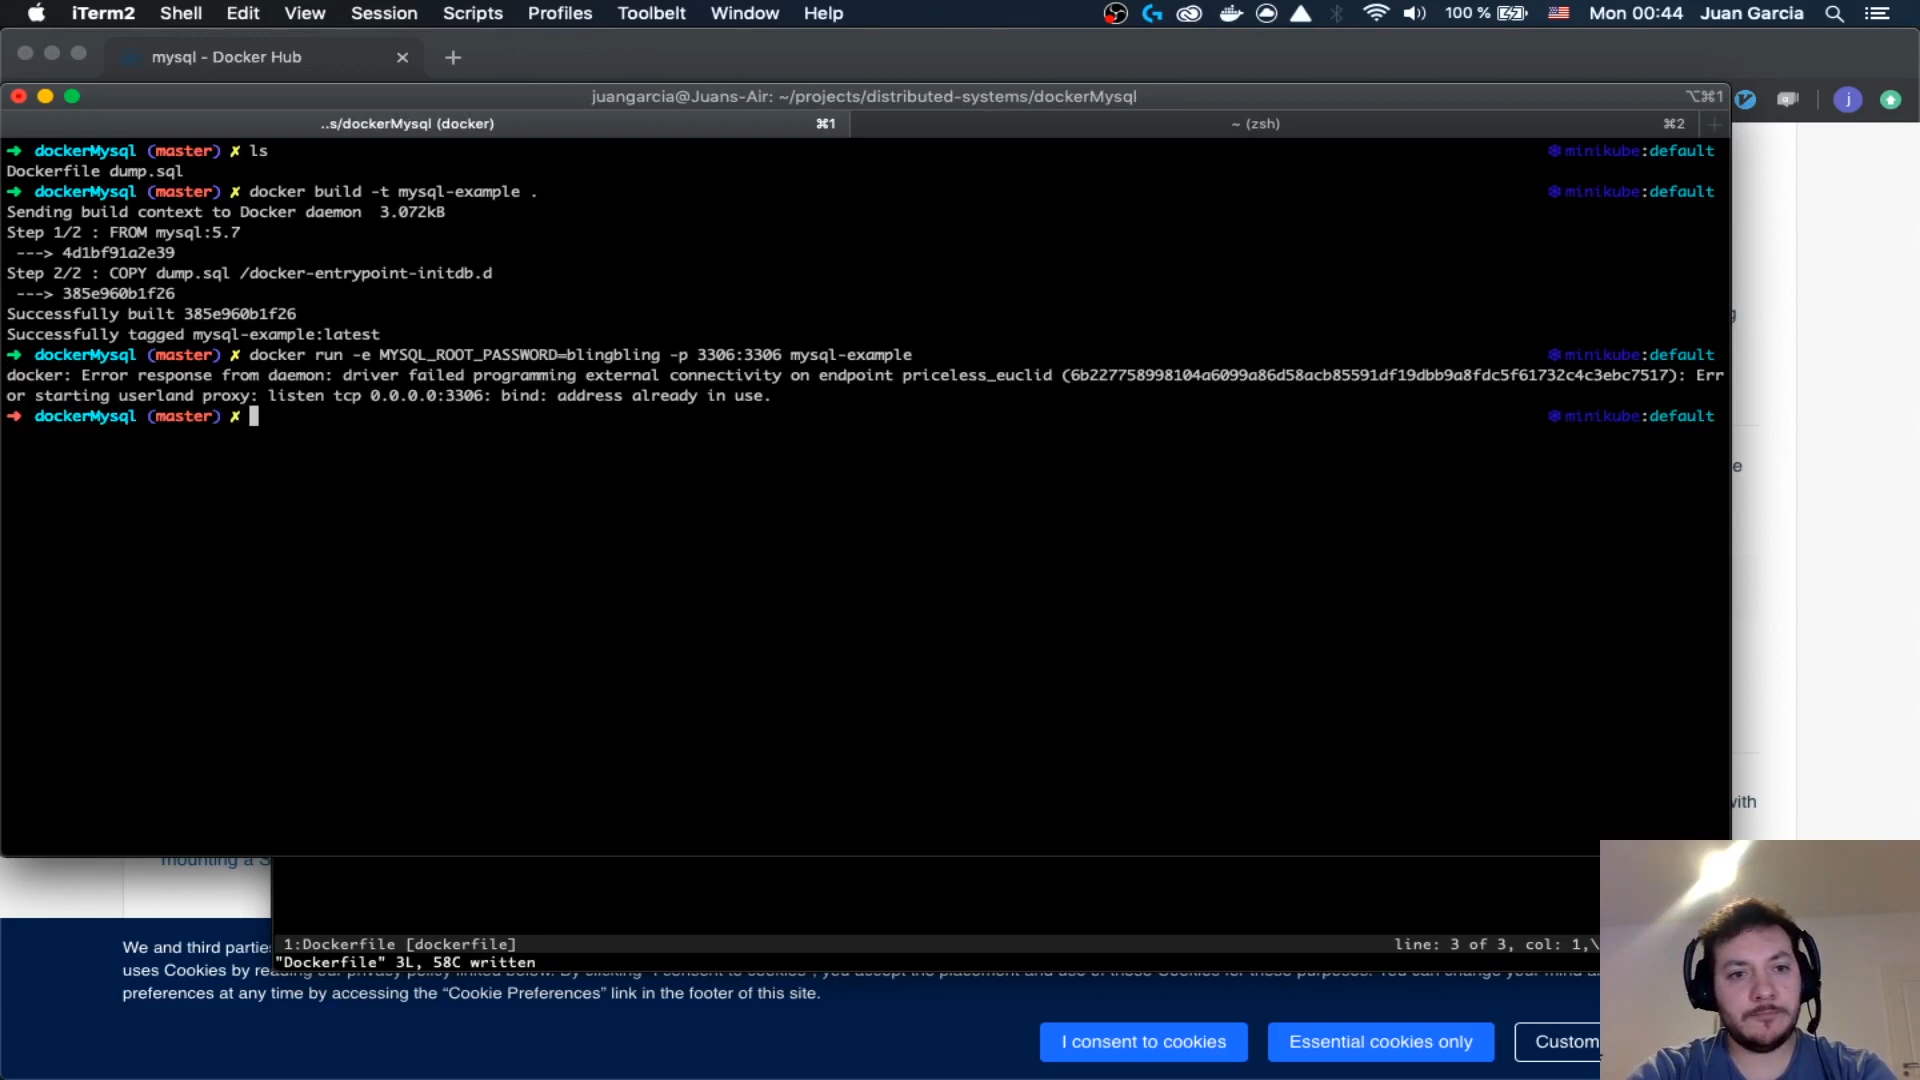 iTerm2 Shell Edit View Session Scripts Profiles Toolbelt Window Help 100 % Mon 00:44 Juan Garcia
mysql - Docker Hub
juangarcia@Juans-Air: ~/projects/distributed-systems/dockerMysql ⌥⌘1
..s/dockerMysql (docker) ⌘1 ~ (zsh) ⌘2
➜ dockerMysql (master) ✗ ls minikube:default
Dockerfile dump.sql
➜ dockerMysql (master) ✗ docker build -t mysql-example . minikube:default
Sending build context to Docker daemon 3.072kB
Step 1/2 : FROM mysql:5.7
---> 4d1bf91a2e39
Step 2/2 : COPY dump.sql /docker-entrypoint-initdb.d
---> 385e960b1f26
Successfully built 385e960b1f26
Successfully tagged mysql-example:latest
➜ dockerMysql (master) ✗ docker run -e MYSQL_ROOT_PASSWORD=blingbling -p 3306:3306 mysql-example minikube:default
docker: Error response from daemon: driver failed programming external connectivity on endpoint priceless_euclid (6b227758998104a6099a86d58acb85591df19dbb9a8fdc5f61732c4c3ebc7517): Err
or starting userland proxy: listen tcp 0.0.0.0:3306: bind: address already in use.
➜ dockerMysql (master) ✗ minikube:default
mounting a S
1:Dockerfile [dockerfile] line: 3 of 3, col: 1,\
"Dockerfile" 3L, 58C written
We and third partie
uses Cookies by
preferences at any time by accessing the “Cookie Preferences” link in the footer of this site.
I consent to cookies Essential cookies only Custom